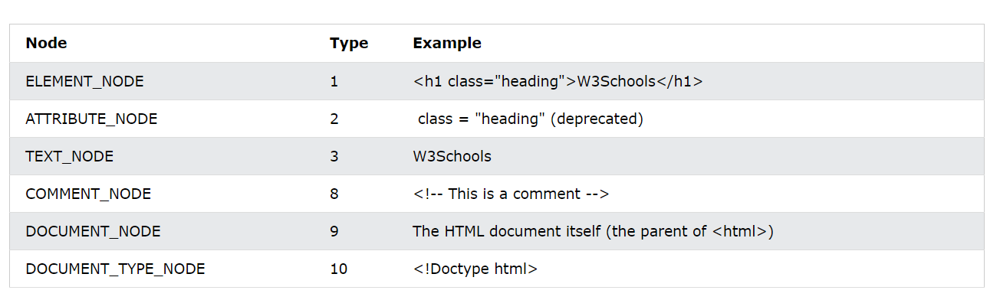 Node Type Example
ELEMENT_NODE 1 <h1 class="heading">W3Schools</h1>
ATTRIBUTE_NODE 2 class = "heading" (deprecated)
TEXT_NODE 3 W3Schools
COMMENT_NODE 8 <!-- This is a comment -->
DOCUMENT_NODE 9 The HTML document itself (the parent of <html>)
DOCUMENT_TYPE_NODE 10 <!Doctype html>